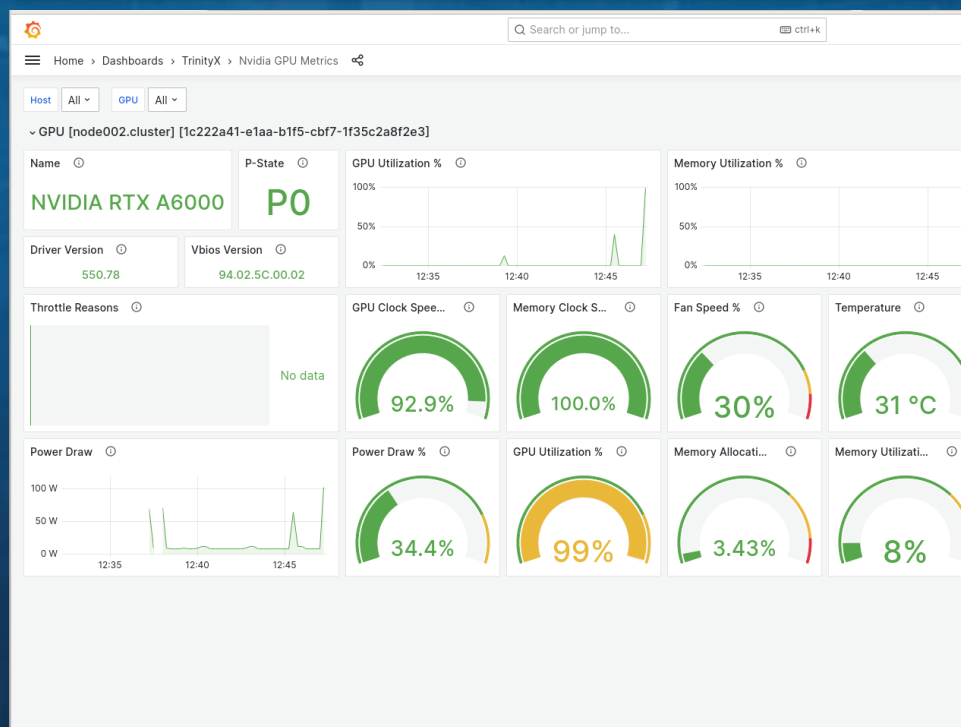 Search or jump to... ctrl+k
Home › Dashboards › TrinityX › Nvidia GPU Metrics
Host All GPU All
GPU [node002.cluster] [1c222a41-e1aa-b1f5-cbf7-1f35c2a8f2e3]
Name
NVIDIA RTX A6000
P-State
P0
GPU Utilization %
100%
50%
0%
12:35 12:40 12:45
Memory Utilization %
100%
50%
0%
12:35 12:40 12:45
Driver Version
550.78
Vbios Version
94.02.5C.00.02
Throttle Reasons
No data
GPU Clock Spee...
92.9%
Memory Clock S...
100.0%
Fan Speed %
30%
Temperature
31 °C
Power Draw
100 W
50 W
0 W
12:35 12:40 12:45
Power Draw %
34.4%
GPU Utilization %
99%
Memory Allocati...
3.43%
Memory Utilizati...
8%